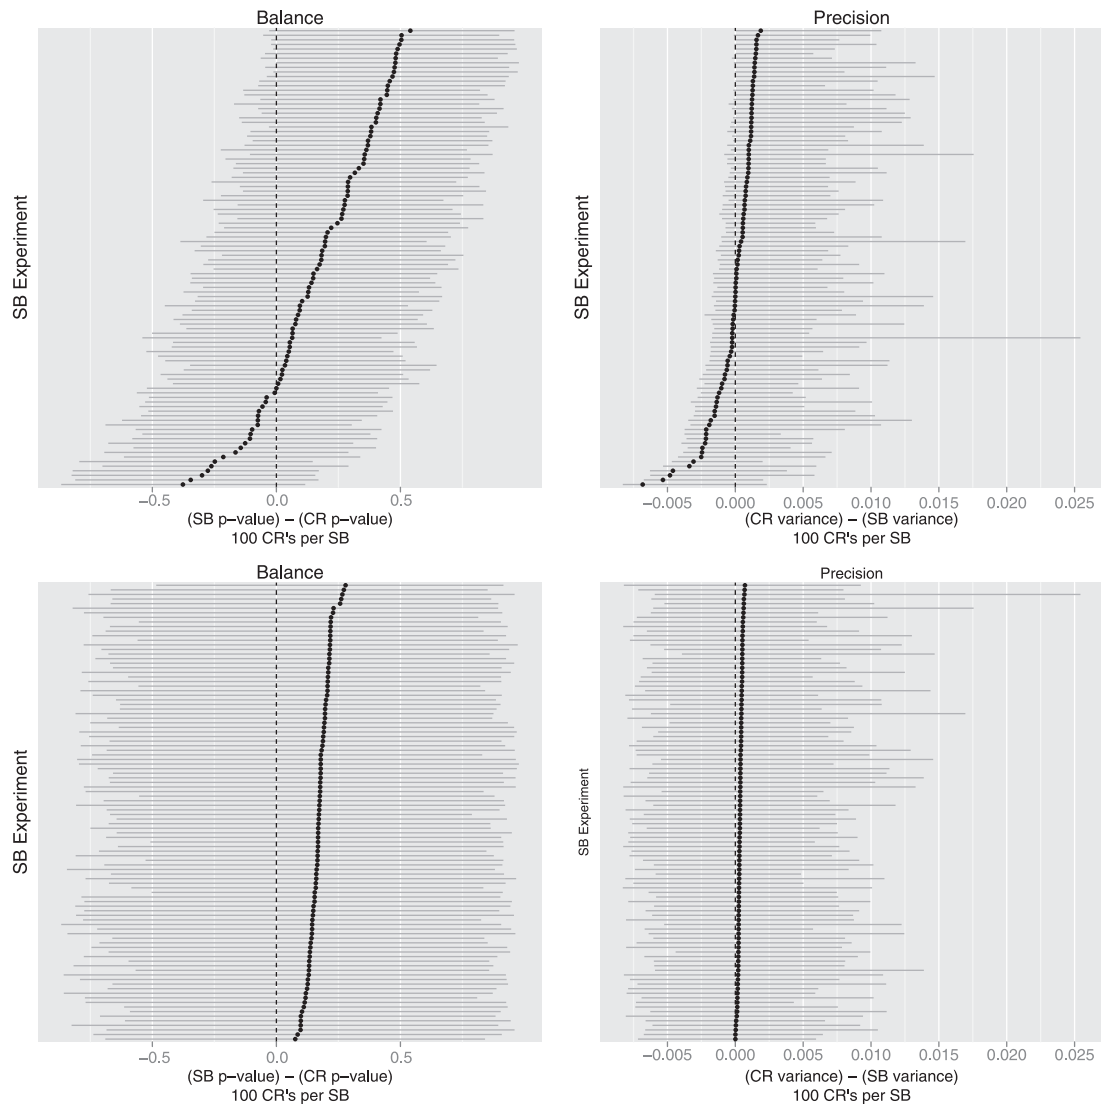 Balance
SB Experiment
−0.5 0.0 0.5
(SB p−value) − (CR p−value)
100 CR's per SB
Precision
SB Experiment
−0.005 0.000 0.005 0.010 0.015 0.020 0.025
(CR variance) − (SB variance)
100 CR's per SB
Balance
SB Experiment
−0.5 0.0 0.5
(SB p−value) − (CR p−value)
100 CR's per SB
Precision
SB Experiment
−0.005 0.000 0.005 0.010 0.015 0.020 0.025
(CR variance) − (SB variance)
100 CR's per SB